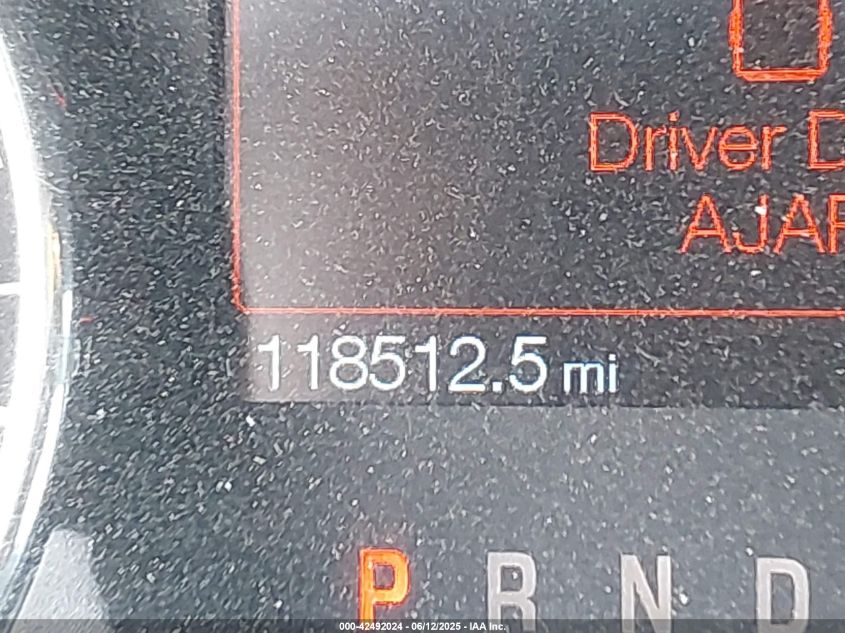 Driver D
AJAR
118512.5 mi
P R N D
000-42492024 - 06/12/2025 - IAA Inc.